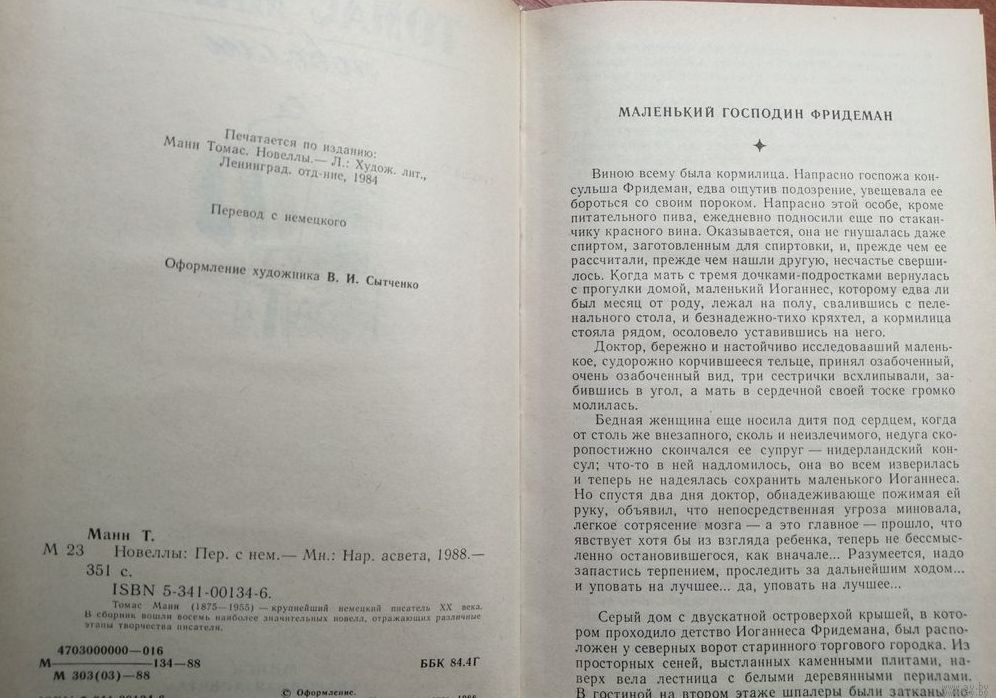 Печатается по изданию:
Манн Томас. Новеллы.— Л.: Худож. лит.,
Ленинград. отд-ние, 1984
Перевод с немецкого
Оформление художника В. И. Сытченко
Манн Т.
М 23 Новеллы: Пер. с нем.— Мн.: Нар. асвета, 1988.—
351 с.
ISBN 5-341-00134-6.
Томас Манн (1875—1955) — крупнейший немецкий писатель XX века.
В сборник вошли восемь наиболее значительных новелл, отражающих различные
этапы творчества писателя.
4703000000—016
М————134—88
М 303(03)—88
ББК 84.4Г
© Оформление.
МАЛЕНЬКИЙ ГОСПОДИН ФРИДЕМАН
Виною всему была кормилица. Напрасно госпожа кон-
сульша Фридеман, едва ощутив подозрение, увещевала ее
бороться со своим пороком. Напрасно этой особе, кроме
питательного пива, ежедневно подносили еще по стакан-
чику красного вина. Оказывается, она не гнушалась даже
спиртом, заготовленным для спиртовки, и, прежде чем ее
рассчитали, прежде чем нашли другую, несчастье сверши-
лось. Когда мать с тремя дочками-подростками вернулась
с прогулки домой, маленький Иоганнес, которому едва ли
был месяц от роду, лежал на полу, свалившись с пеле-
нального стола, и безнадежно-тихо кряхтел, а кормилица
стояла рядом, осоловело уставившись на него.
Доктор, бережно и настойчиво исследовавший малень-
кое, судорожно корчившееся тельце, принял озабоченный,
очень озабоченный вид, три сестрички всхлипывали, за-
бившись в угол, а мать в сердечной своей тоске громко
молилась.
Бедная женщина еще носила дитя под сердцем, когда
от столь же внезапного, сколь и неизлечимого, недуга ско-
ропостижно скончался ее супруг — нидерландский кон-
сул; что-то в ней надломилось, она во всем изверилась
и теперь не надеялась сохранить маленького Иоганнеса.
Но спустя два дня доктор, обнадеживающе пожимая ей
руку, объявил, что непосредственная угроза миновала,
легкое сотрясение мозга — а это главное — прошло, что
явствует хотя бы из взгляда ребенка, теперь не бессмыс-
ленно остановившегося, как вначале... Разумеется, надо
запастись терпением, проследить за дальнейшим ходом...
и уповать на лучшее... да, уповать на лучшее...
Серый дом с двускатной островерхой крышей, в кото-
ром проходило детство Иоганнеса Фридемана, был распо-
ложен у северных ворот старинного торгового городка. Из
просторных сеней, выстланных каменными плитами, на-
верх вела лестница с белыми деревянными перилами.
В гостиной на втором этаже шпалеры были затканы по-